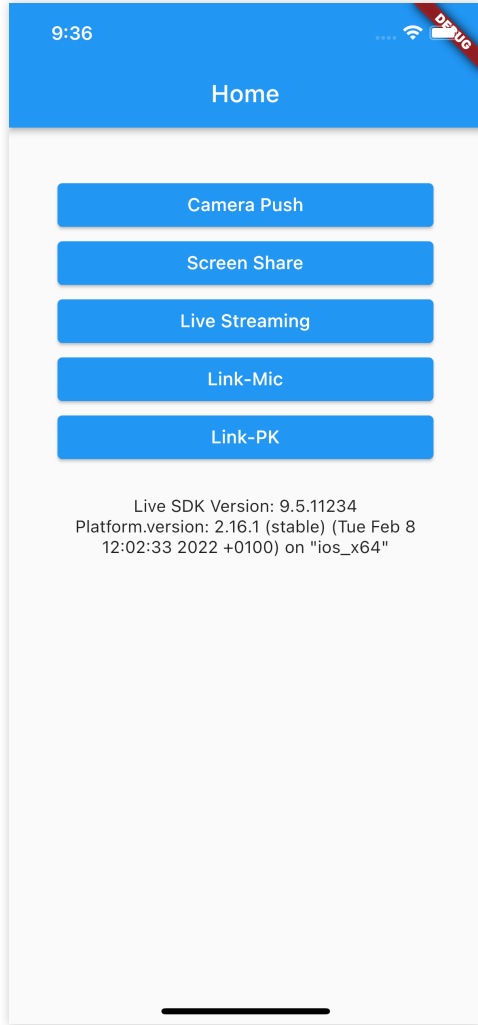 9:36
DEBUG
Home
Camera Push
Screen Share
Live Streaming
Link-Mic
Link-PK
Live SDK Version: 9.5.11234
Platform.version: 2.16.1 (stable) (Tue Feb 8
12:02:33 2022 +0100) on "ios_x64"